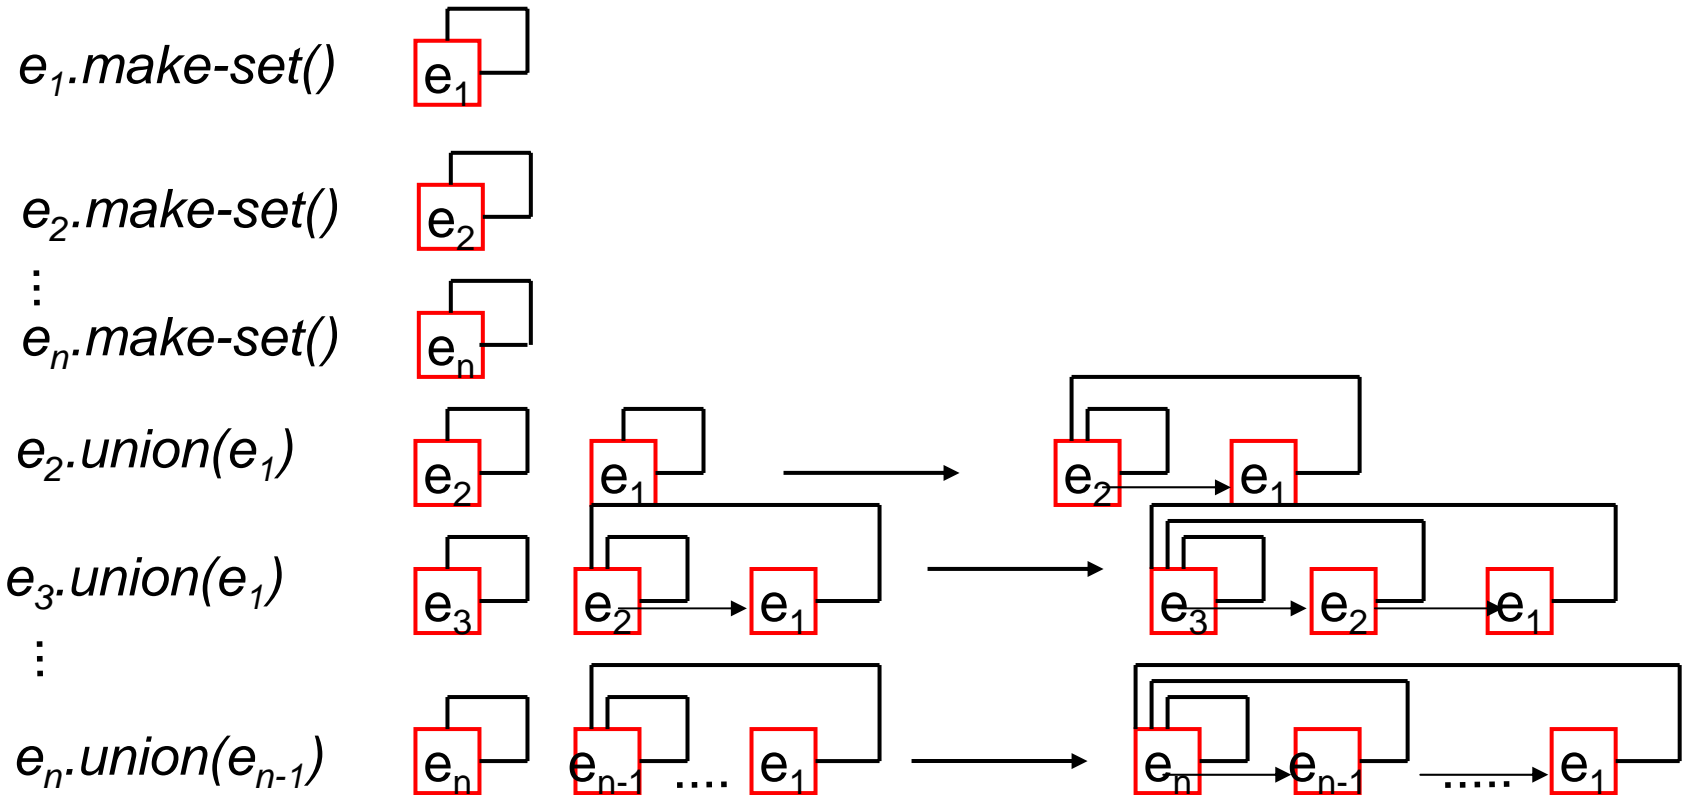 e₁.make-set() e₁
e₂.make-set() e₂
⋮
eₙ.make-set() eₙ
e₂.union(e₁) e₂ e₁ e₂ e₁
e₃.union(e₁) e₃ e₂ e₁ e₃ e₂ e₁
⋮
eₙ.union(eₙ₋₁) eₙ eₙ₋₁ .... e₁ eₙ eₙ₋₁ ..... e₁